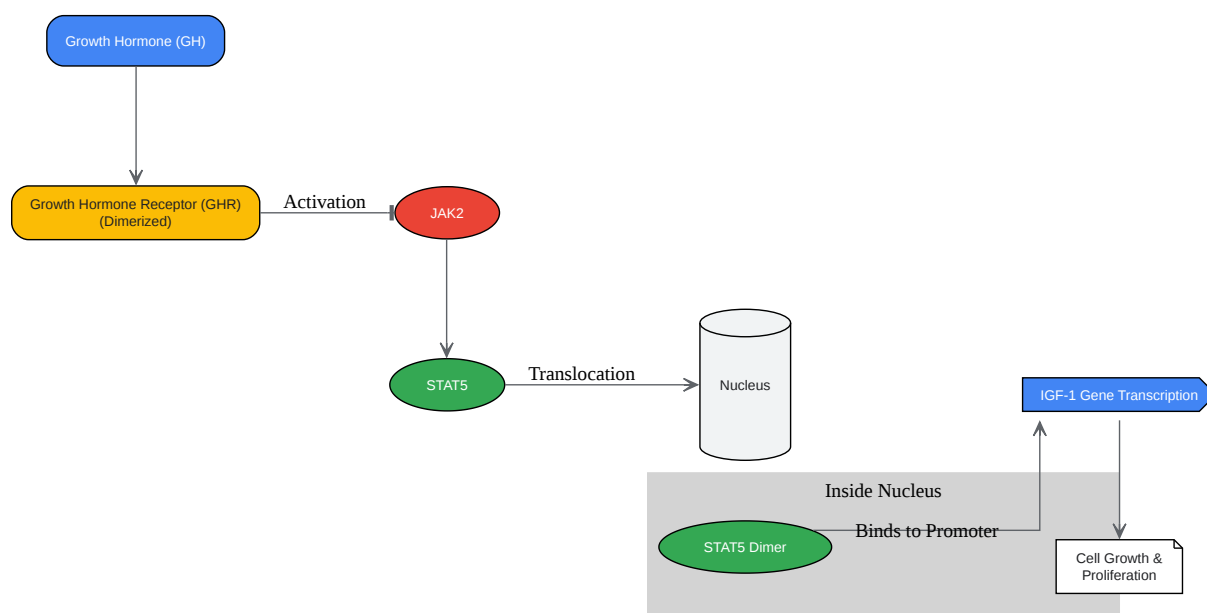 Growth Hormone (GH)
Growth Hormone Receptor (GHR)
(Dimerized)
Activation
JAK2
STAT5
Translocation
Nucleus
IGF-1 Gene Transcription
Inside Nucleus
Binds to Promoter
STAT5 Dimer
Cell Growth &
Proliferation